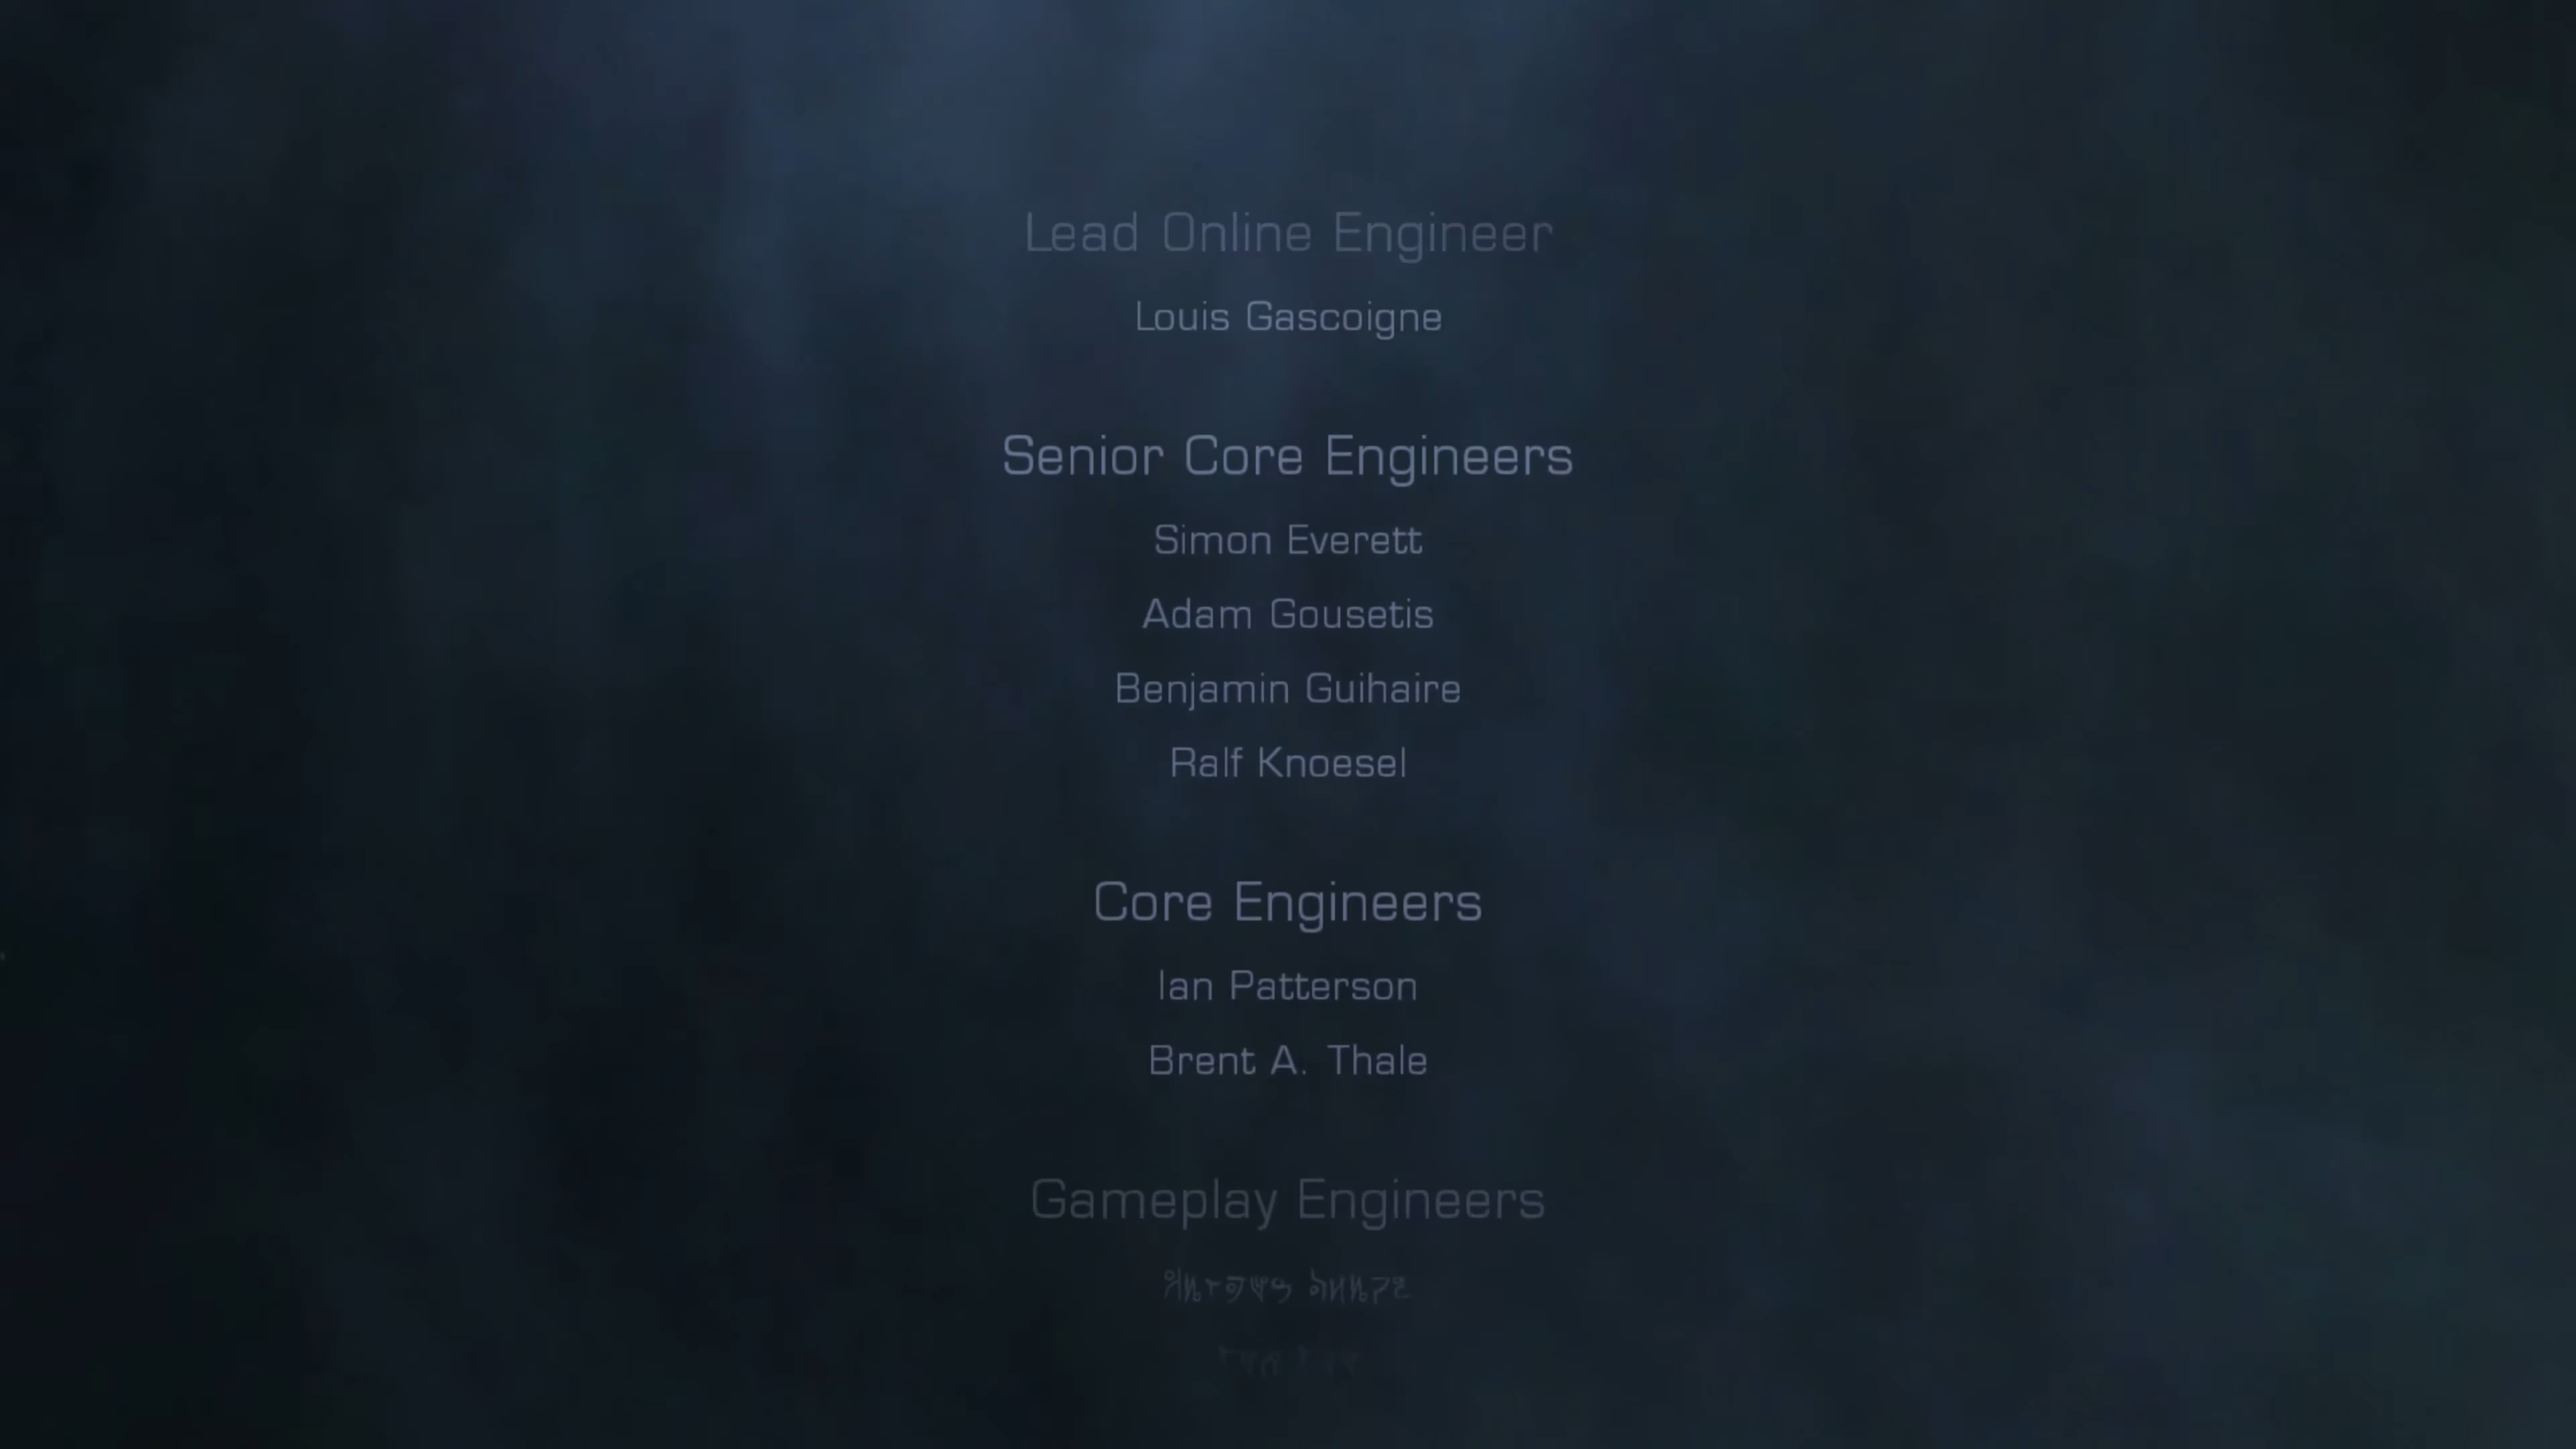 Lead Online Engineer
Louis Gascoigne
Senior Core Engineers
Simon Everett
Adam Gousetis
Benjamin Guihaire
Ralf Knoesel
Core Engineers
Ian Patterson
Brent A. Thale
Gameplay Engineers